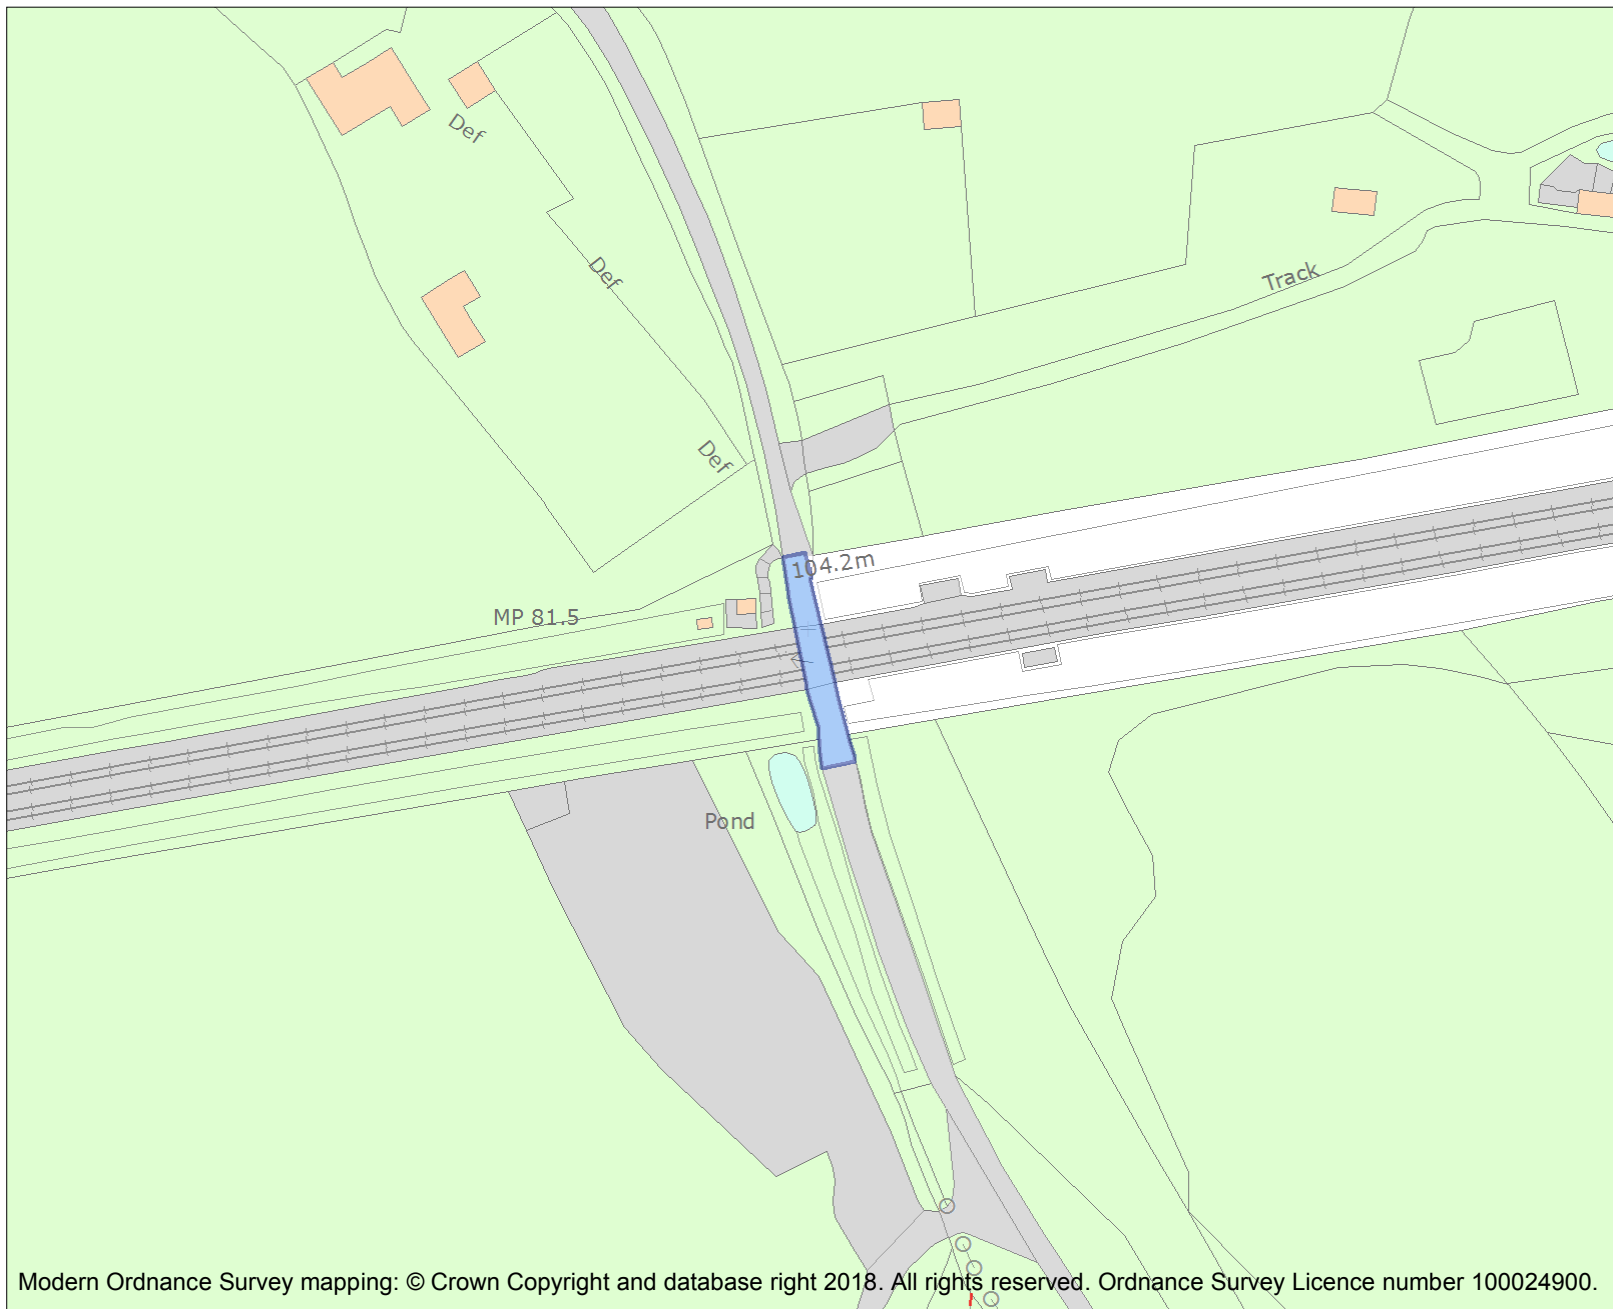 Def
Def
Track
Def
104.2m
MP 81.5
Pond
Modern Ordnance Survey mapping: © Crown Copyright and database right 2018. All rights reserved. Ordnance Survey Licence number 100024900.